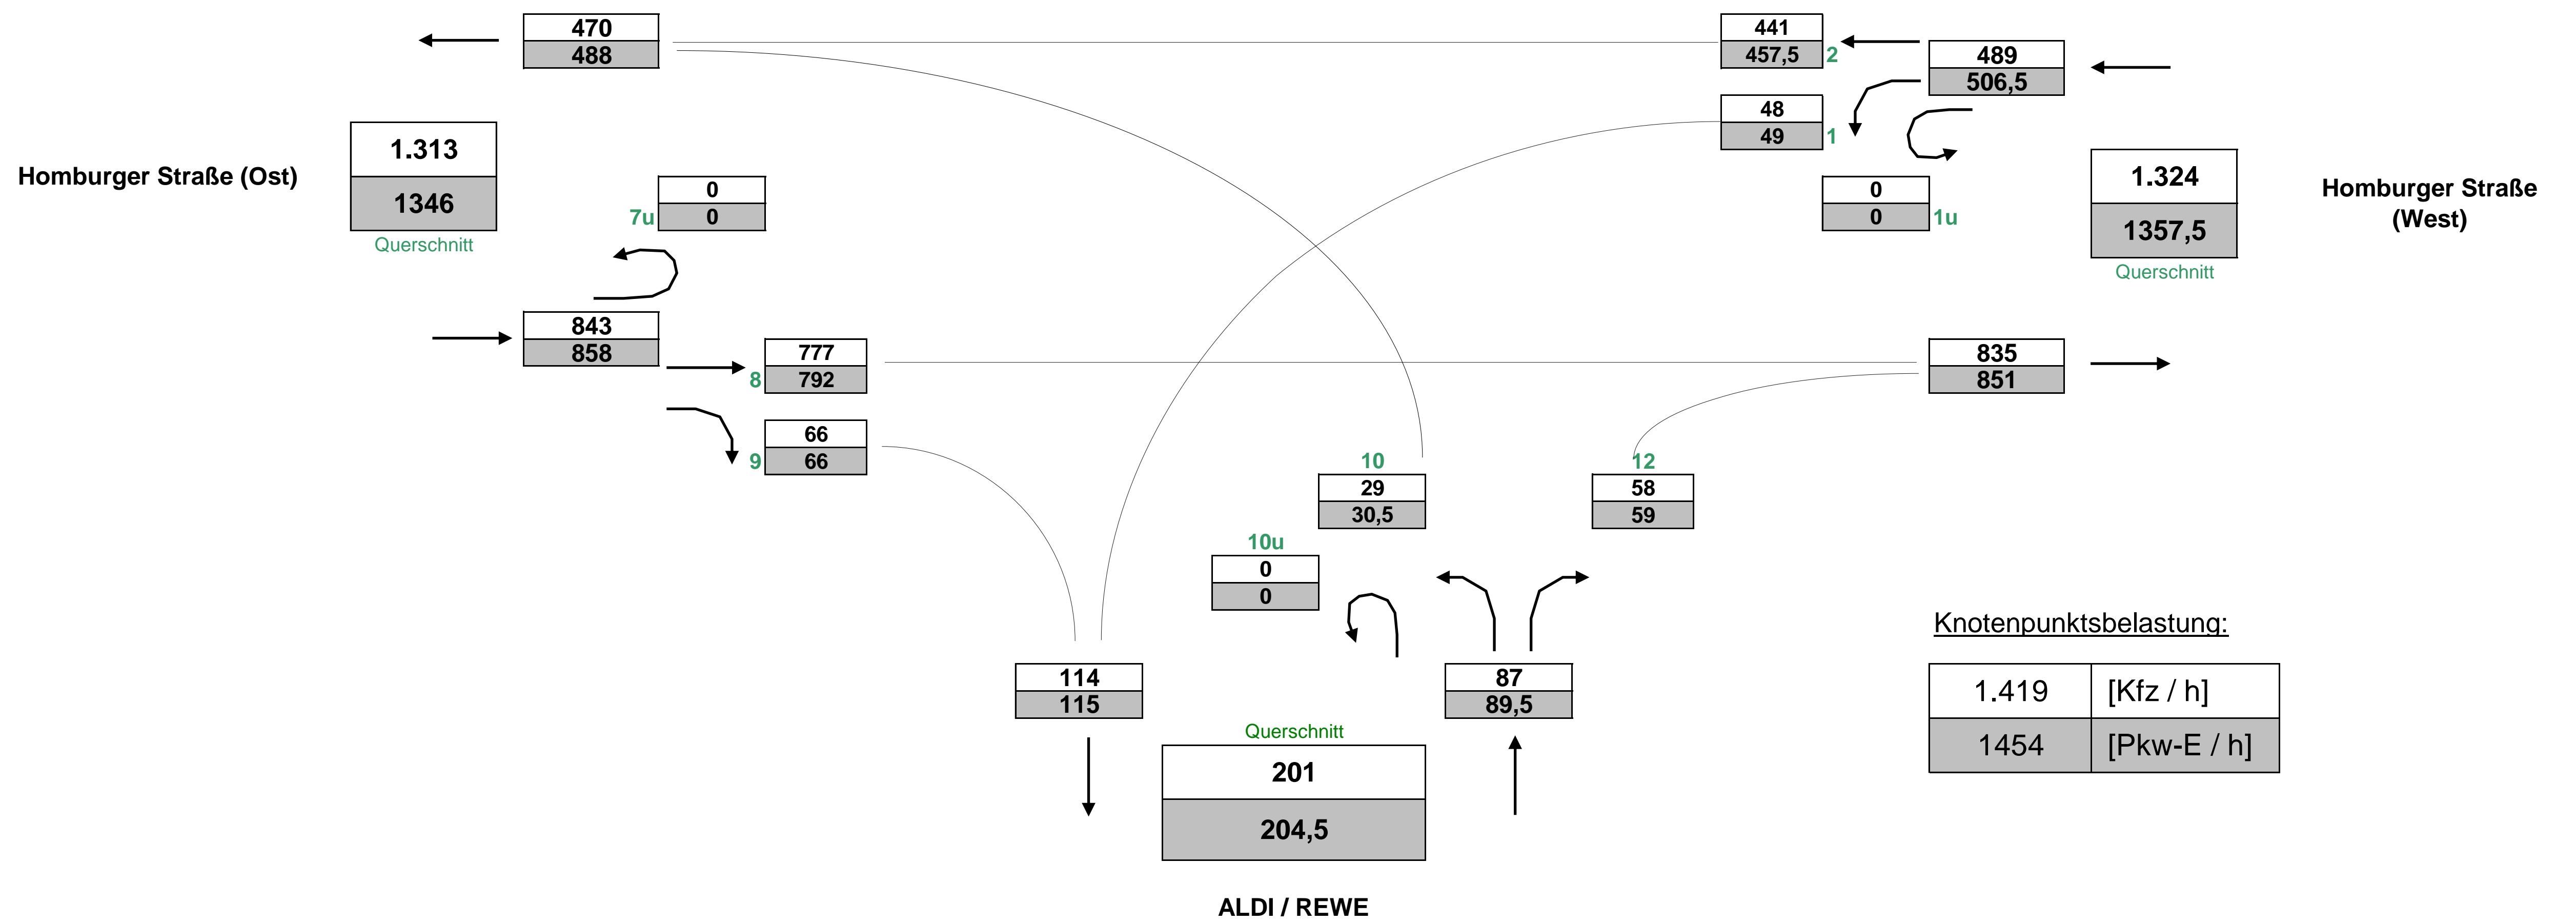 470
488
441
457,5 2
489
506,5
48
49 1
1.313
1346
Querschnitt
Homburger Straße (Ost)
0
7u 0
0
0 1u
1.324
1357,5
Querschnitt
Homburger Straße
(West)
843
858
777
8 792
835
851
66
9 66
10
29
30,5
12
58
59
10u
0
0
114
115
87
89,5
Querschnitt
201
204,5
Knotenpunktsbelastung:
1.419 [Kfz / h]
1454 [Pkw-E / h]
ALDI / REWE